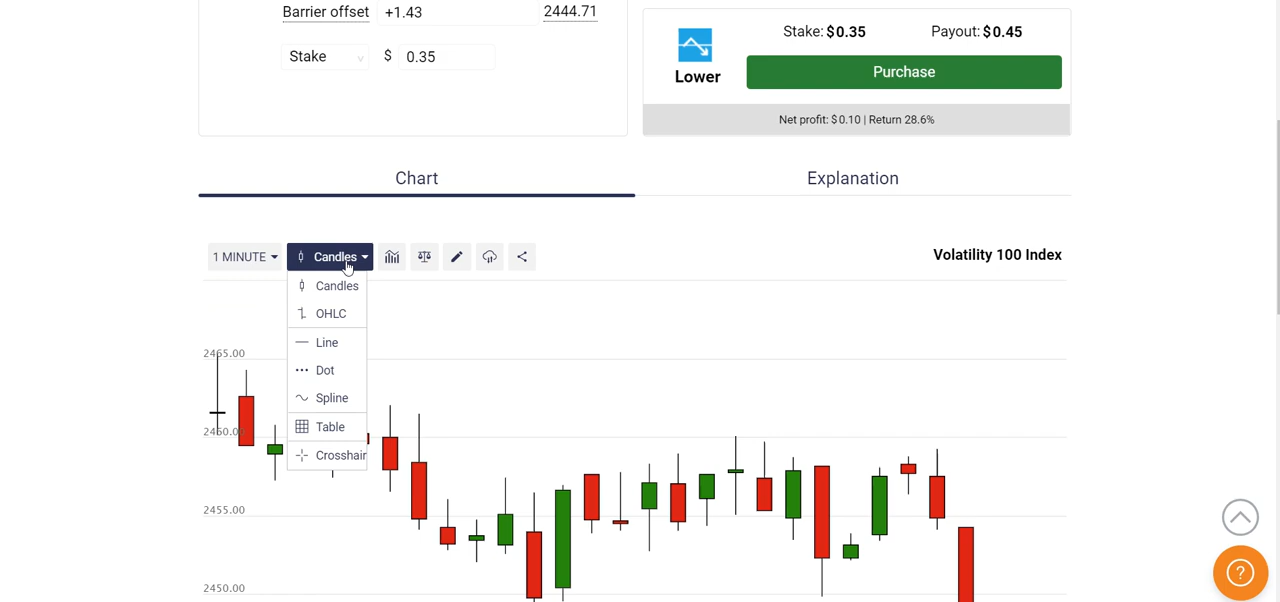 Barrier offset +1.43 2444.71
Stake $ 0.35
Stake: $0.35 Payout: $0.45
Lower Purchase
Net profit: $0.10 | Return 28.6%
Chart Explanation
1 MINUTE Candles Volatility 100 Index
Candles
OHLC
Line
2465.00
Dot
Spline
Table
2460.00
Crosshair
2455.00
2450.00
?